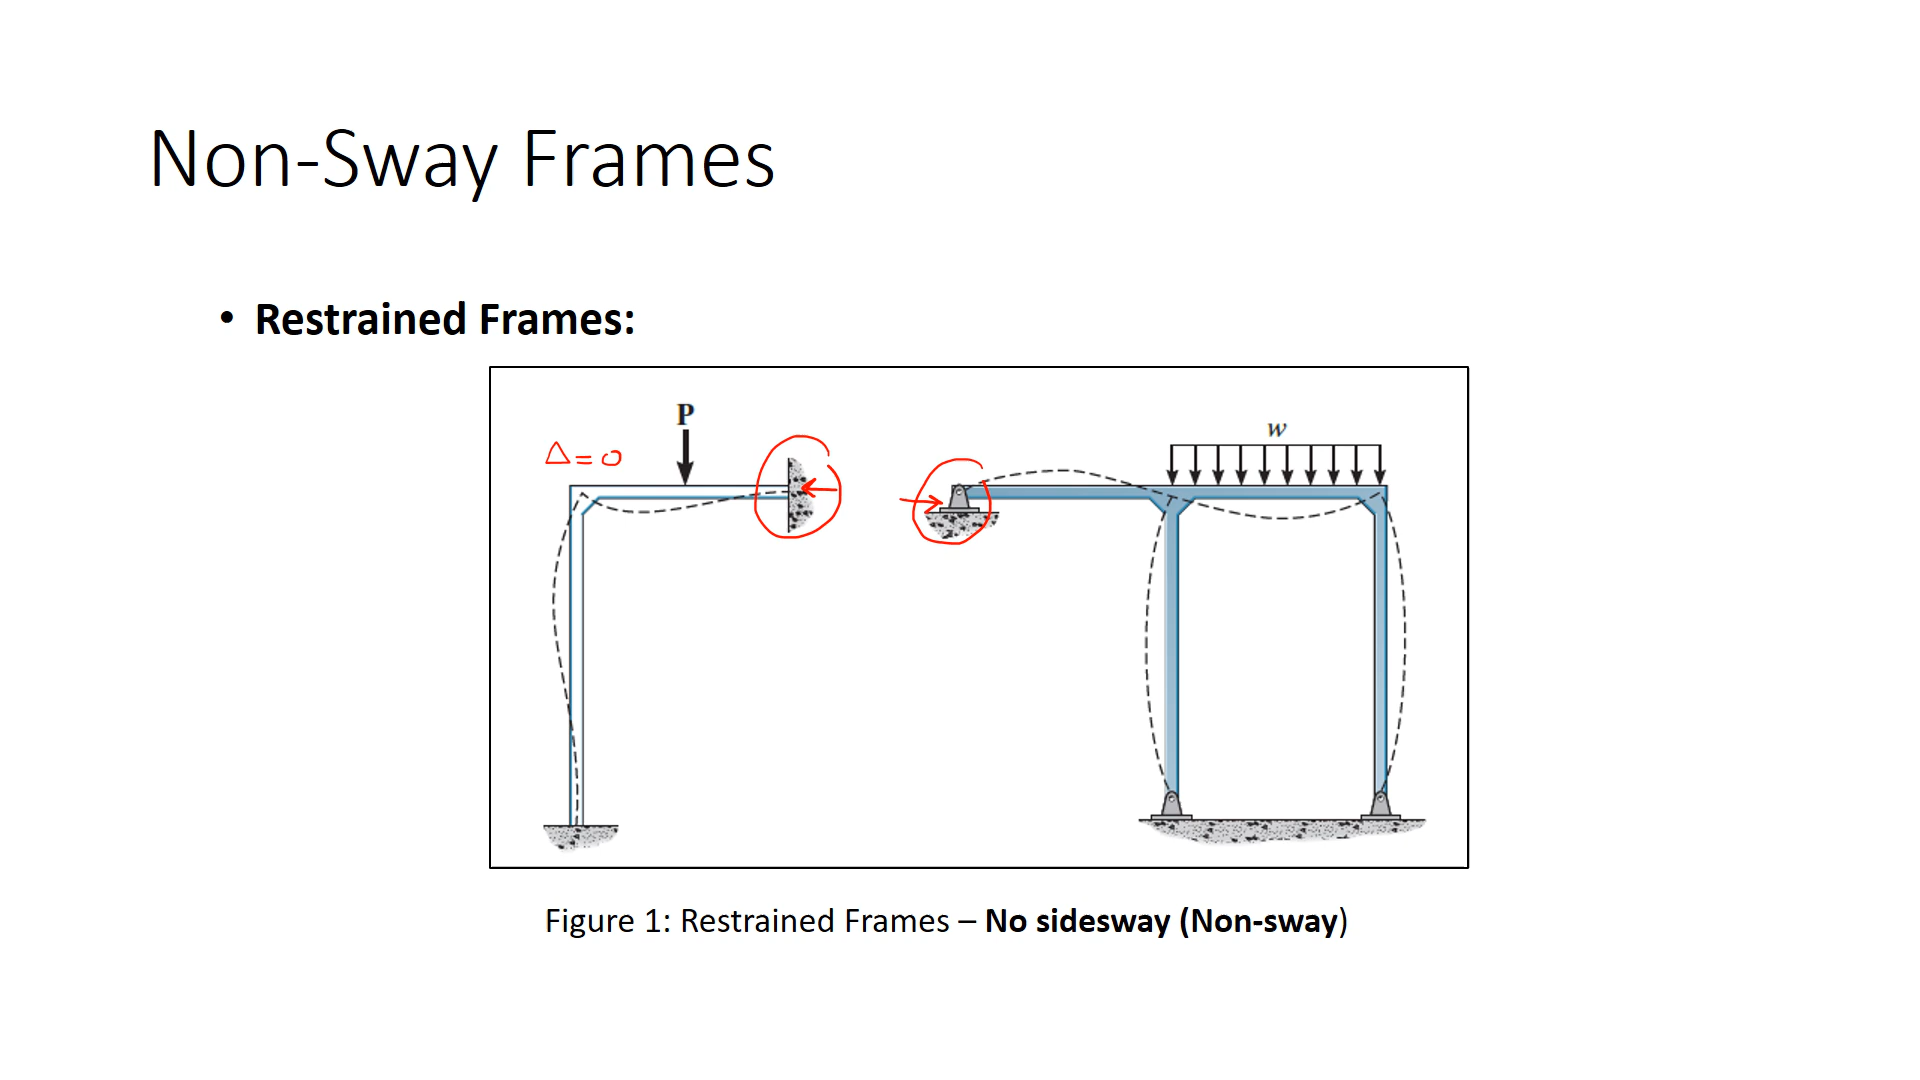 Non-Sway Frames
• Restrained Frames:
P
w
Δ = 0
Figure 1: Restrained Frames – No sidesway (Non-sway)